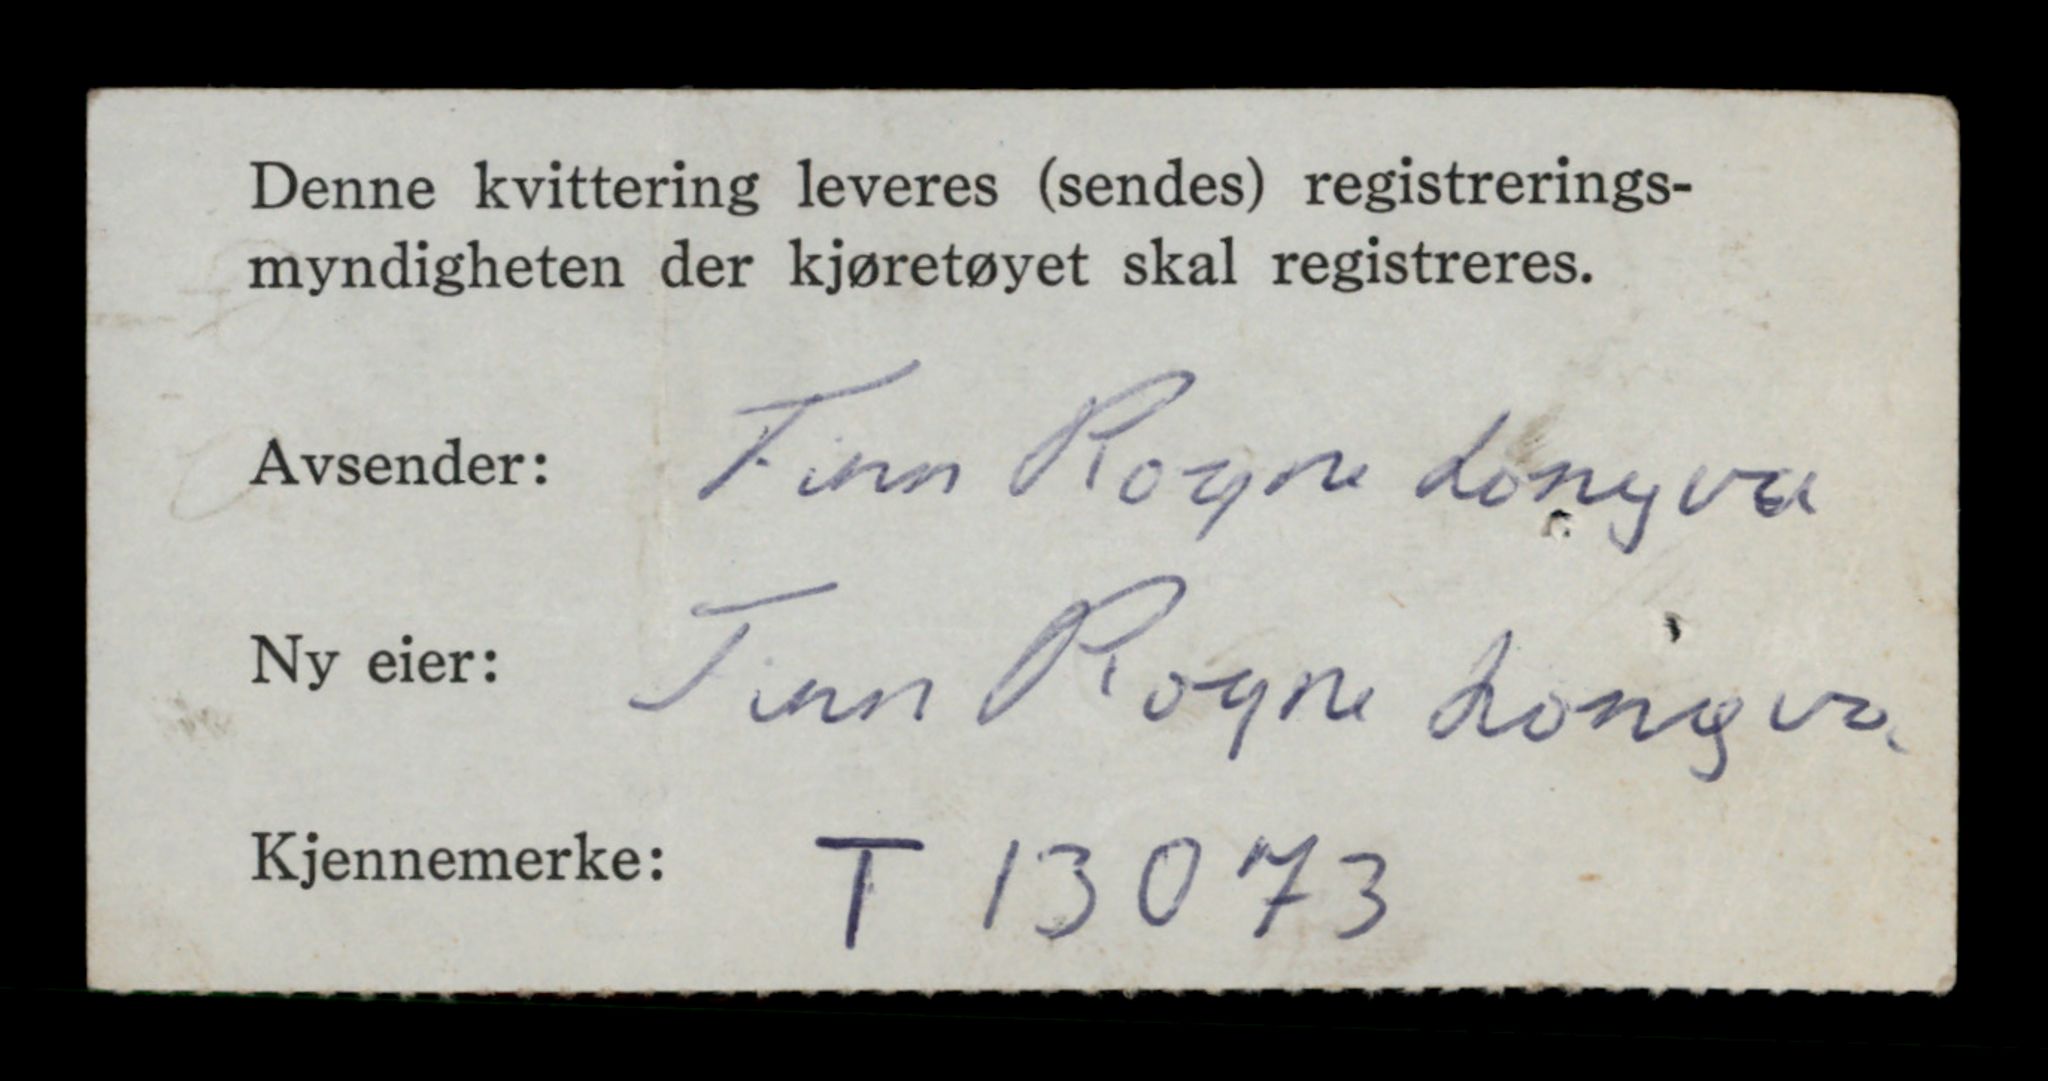 Denne kvittering leveres (sendes) registrerings-
myndigheten der kjøretøyet skal registreres.
Avsender: Finn Rogne Longva
Ny eier: Finn Rogne Longva
Kjennemerke: T 13073